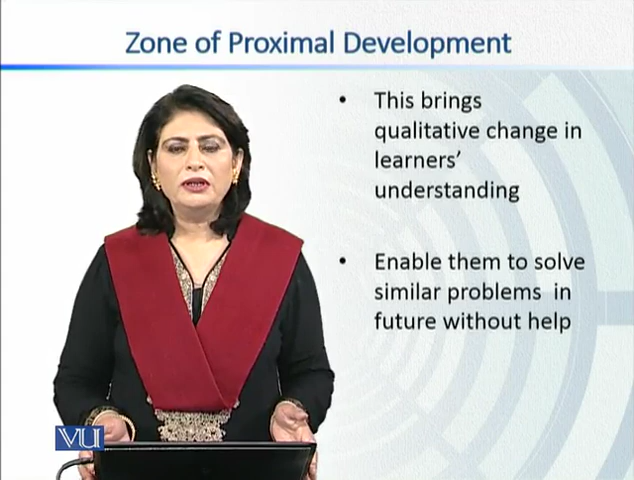 Zone of Proximal Development
• This brings
qualitative change in
learners’
understanding
• Enable them to solve
similar problems in
future without help
VU